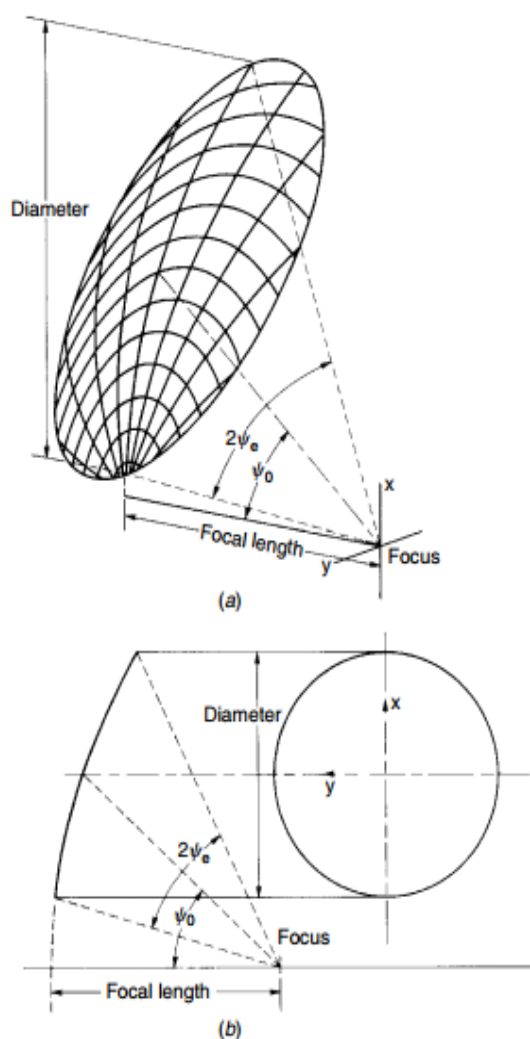 Diameter
2ψe
ψ0
x
Focal length
y
Focus
(a)
Diameter
x
y
2ψe
ψ0
Focus
Focal length
(b)